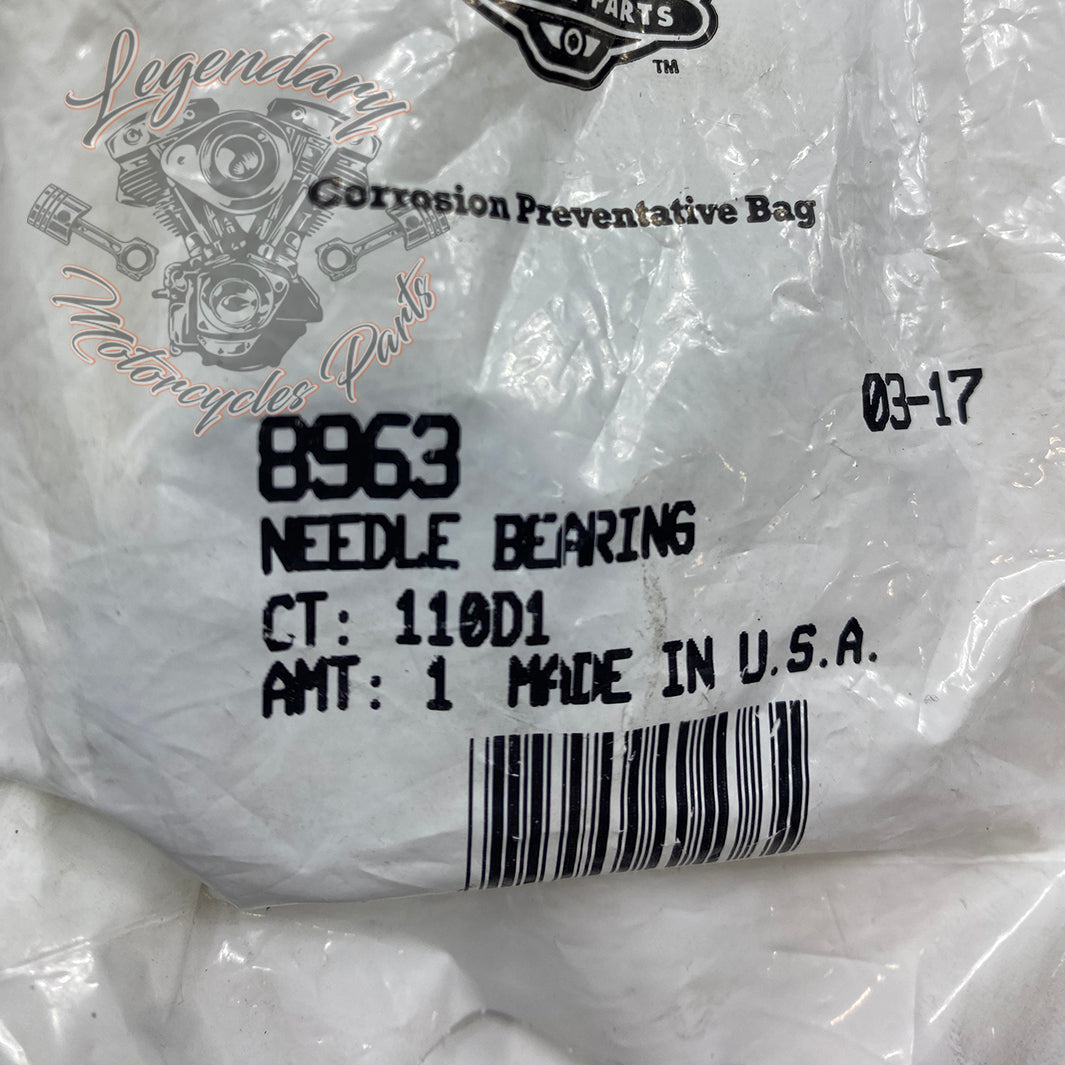 PARTS
TM
Legendary
Motorcycles Parts
Corrosion Preventative Bag
03-17
8963
NEEDLE BEARING
CT: 110D1
AMT: 1 MADE IN U.S.A.